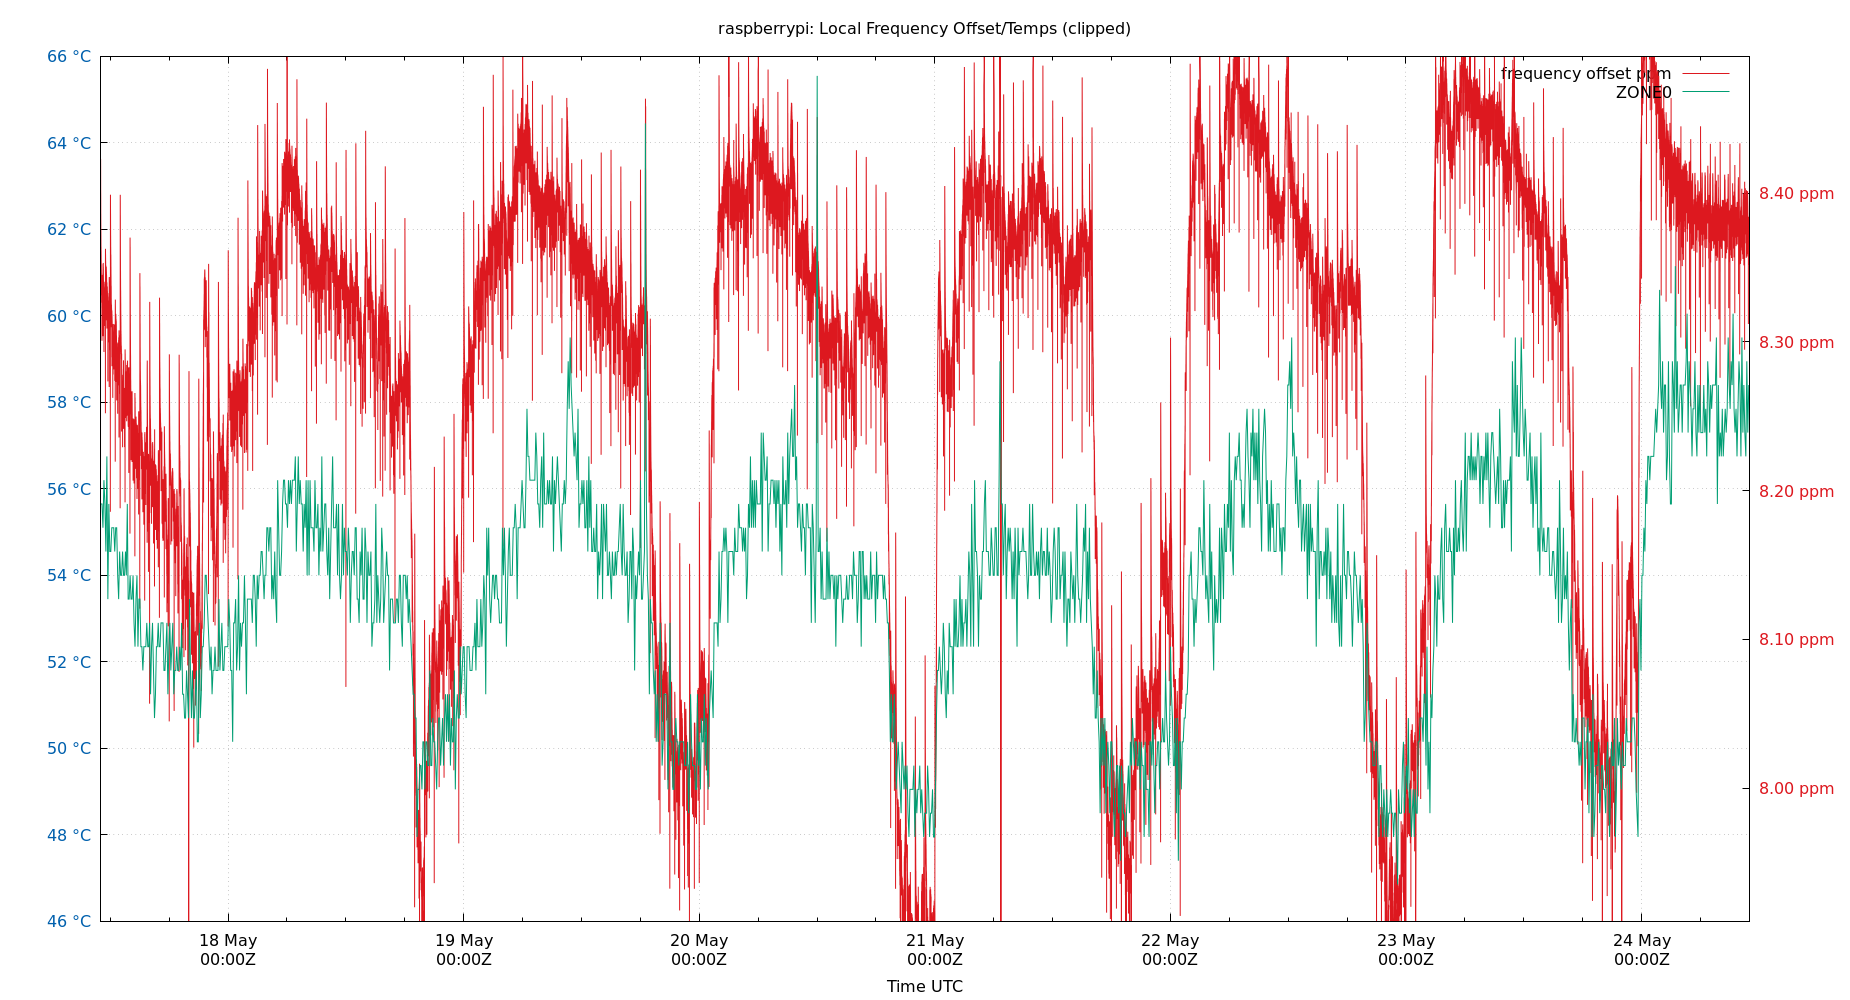 raspberrypi: Local Frequency Offset/Temps (clipped)
66 °C
64 °C
62 °C
60 °C
58 °C
56 °C
54 °C
52 °C
50 °C
48 °C
46 °C
frequency offset ppm
ZONE0
8.40 ppm
8.30 ppm
8.20 ppm
8.10 ppm
8.00 ppm
18 May 19 May 20 May 21 May 22 May 23 May 24 May
00:00Z 00:00Z 00:00Z 00:00Z 00:00Z 00:00Z 00:00Z
Time UTC